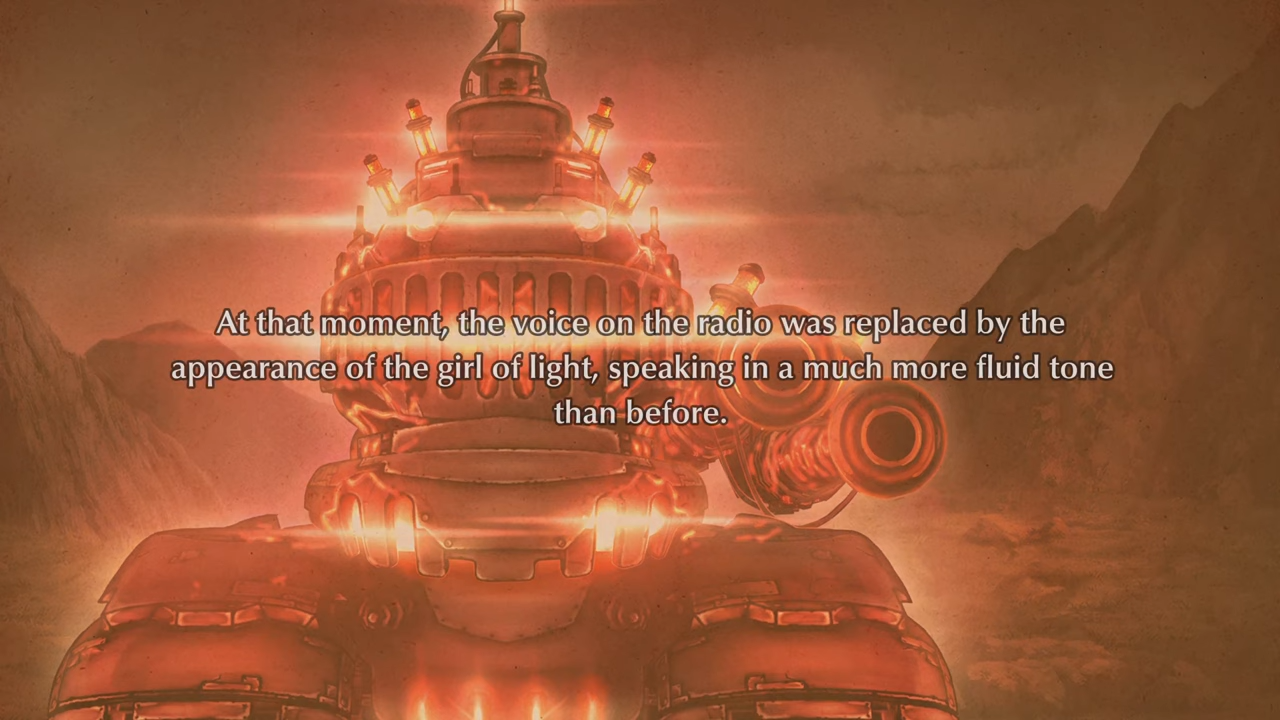 At that moment, the voice on the radio was replaced by the
appearance of the girl of light, speaking in a much more fluid tone
than before.